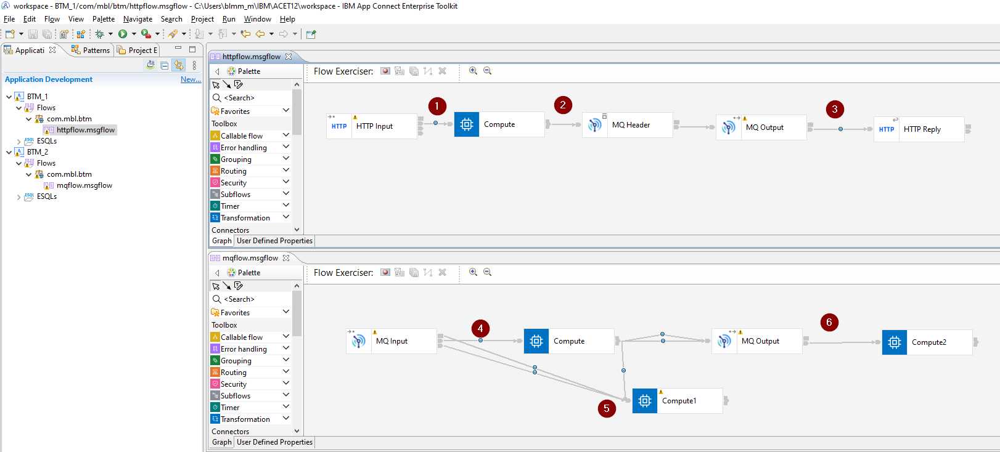 workspace - BTM_1/com/mbl/btm/httpflow.msgflow - C:\Users\blmm_m\IBM\ACET12\workspace - IBM App Connect Enterprise Toolkit
File Edit Flow View Palette Navigate Search Project Run Window Help
Applicati Patterns Project E
Application Development New...
BTM_1
Flows
com.mbl.btm
httpflow.msgflow
ESQL ESQLs
BTM_2
Flows
com.mbl.btm
mqflow.msgflow
ESQL ESQLs
httpflow.msgflow
Palette
Flow Exerciser:
<Search>
Favorites
Toolbox
Callable flow
Error handling
Grouping
Routing
Security
Subflows
Timer
Transformation
Connectors
Graph User Defined Properties
1 2 3
HTTP HTTP Input
Compute
MQ Header
MQ Output
HTTP HTTP Reply
mqflow.msgflow
Palette
Flow Exerciser:
<Search>
Favorites
Toolbox
Callable flow
Error handling
Grouping
Routing
Security
Subflows
Timer
Transformation
Connectors
Graph User Defined Properties
4 6
MQ Input
Compute
MQ Output
Compute2
5
Compute1